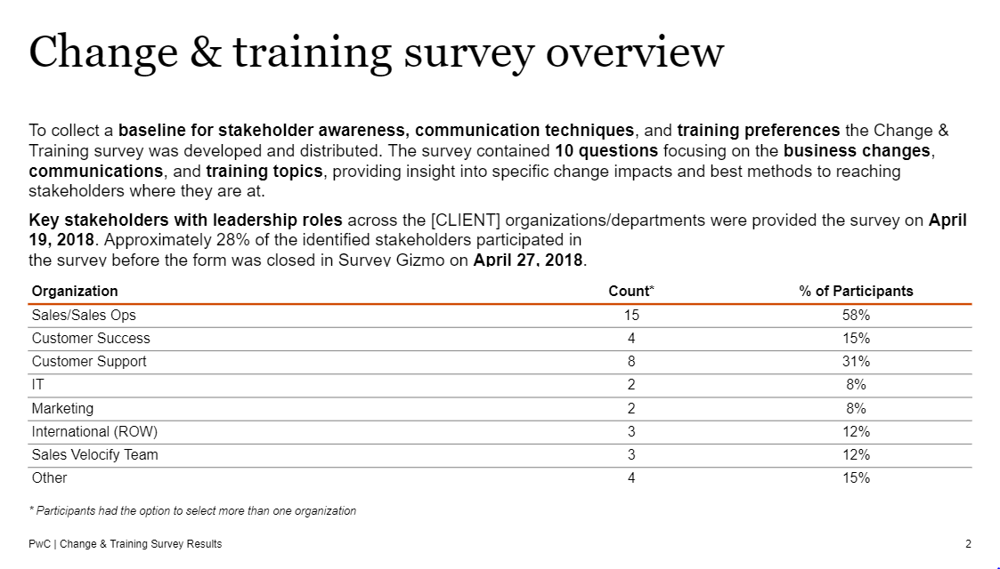 Change & training survey overview
To collect a baseline for stakeholder awareness, communication techniques, and training preferences the Change &
Training survey was developed and distributed. The survey contained 10 questions focusing on the business changes,
communications, and training topics, providing insight into specific change impacts and best methods to reaching
stakeholders where they are at.
Key stakeholders with leadership roles across the [CLIENT] organizations/departments were provided the survey on April
19, 2018. Approximately 28% of the identified stakeholders participated in
the survey before the form was closed in Survey Gizmo on April 27, 2018.
Organization Count* % of Participants
Sales/Sales Ops 15 58%
Customer Success 4 15%
Customer Support 8 31%
IT 2 8%
Marketing 2 8%
International (ROW) 3 12%
Sales Velocify Team 3 12%
Other 4 15%
* Participants had the option to select more than one organization
PwC | Change & Training Survey Results 2